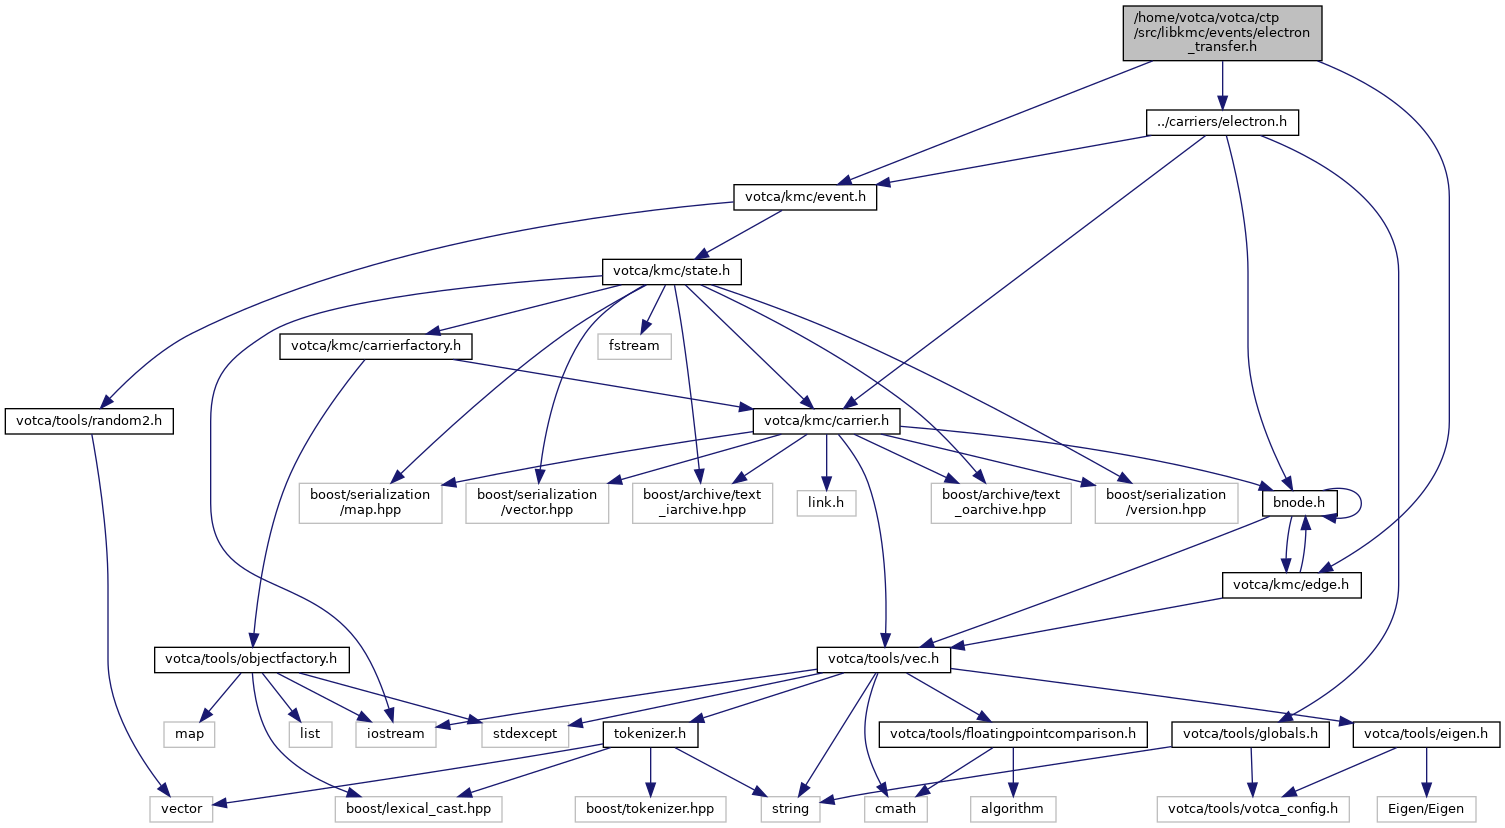 /home/votca/votca/ctp
/src/libkmc/events/electron
_transfer.h
../carriers/electron.h
votca/kmc/event.h
votca/kmc/state.h
votca/kmc/carrierfactory.h
fstream
votca/tools/random2.h
votca/kmc/carrier.h
boost/serialization
/map.hpp
boost/serialization
/vector.hpp
boost/archive/text
_iarchive.hpp
link.h
boost/archive/text
_oarchive.hpp
boost/serialization
/version.hpp
bnode.h
votca/kmc/edge.h
votca/tools/objectfactory.h
votca/tools/vec.h
map
list
iostream
stdexcept
tokenizer.h
votca/tools/floatingpointcomparison.h
votca/tools/globals.h
votca/tools/eigen.h
vector
boost/lexical_cast.hpp
boost/tokenizer.hpp
string
cmath
algorithm
votca/tools/votca_config.h
Eigen/Eigen